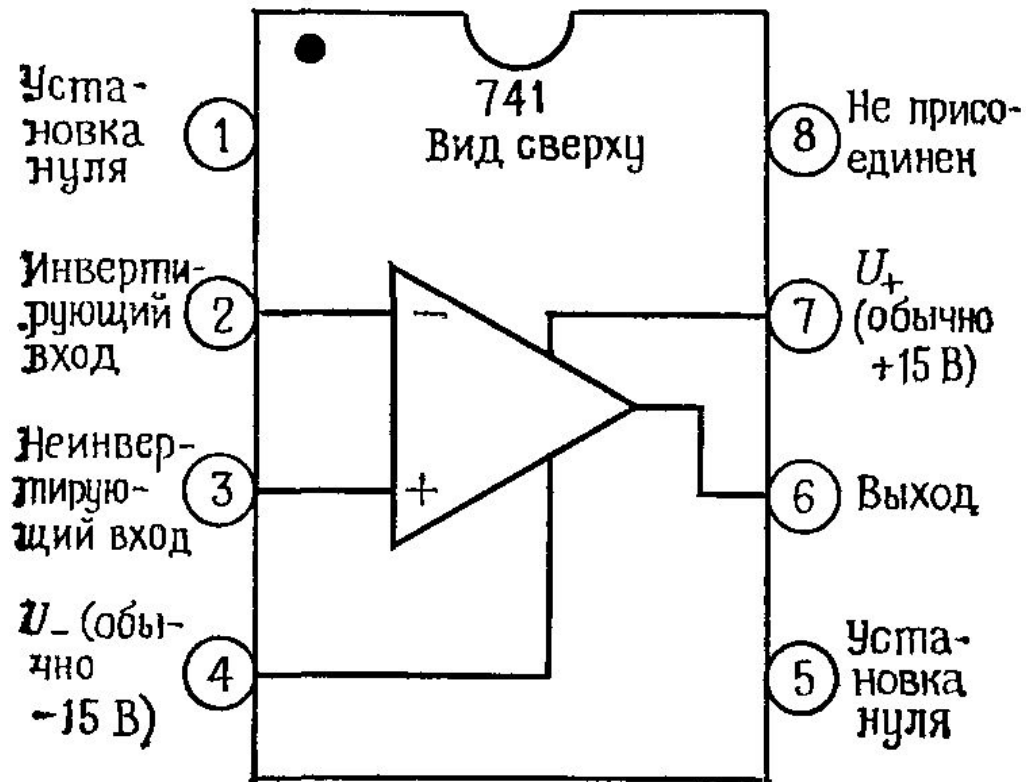 741
Вид сверху
Уста-
новка
нуля
1
Инверти-
рующий
вход
2
-
Неинвер-
тирую-
щий вход
3
+
U_ (обы-
чно
-15 В)
4
8
Не присо-
единен
7
U+
(обычно
+15 В)
6
Выход
5
Уста-
новка
нуля